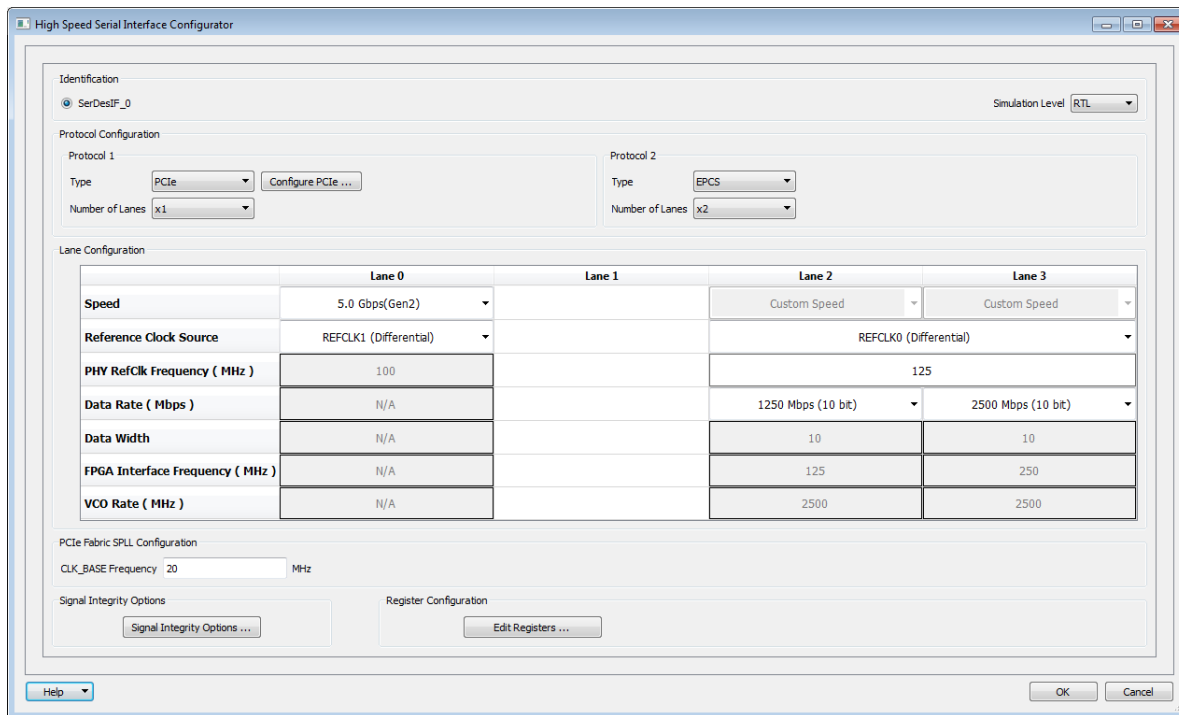 High Speed Serial Interface Configurator
Identification
SerDesIF_0 Simulation Level RTL
Protocol Configuration
Protocol 1 Protocol 2
Type PCIe Configure PCIe ... Type EPCS
Number of Lanes x1 Number of Lanes x2
Lane Configuration
Lane 0 Lane 1 Lane 2 Lane 3
Speed 5.0 Gbps(Gen2) Custom Speed Custom Speed
Reference Clock Source REFCLK1 (Differential) REFCLK0 (Differential)
PHY RefClk Frequency ( MHz ) 100 125
Data Rate ( Mbps ) N/A 1250 Mbps (10 bit) 2500 Mbps (10 bit)
Data Width N/A 10 10
FPGA Interface Frequency ( MHz ) N/A 125 250
VCO Rate ( MHz ) N/A 2500 2500
PCIe Fabric SPLL Configuration
CLK_BASE Frequency 20 MHz
Signal Integrity Options Register Configuration
Signal Integrity Options ... Edit Registers ...
Help OK Cancel